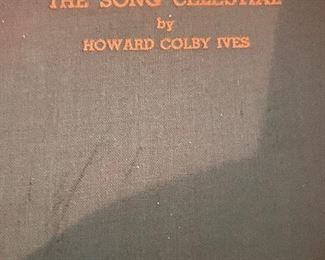 THE SONG CELESTIAL
by
HOWARD COLBY IVES